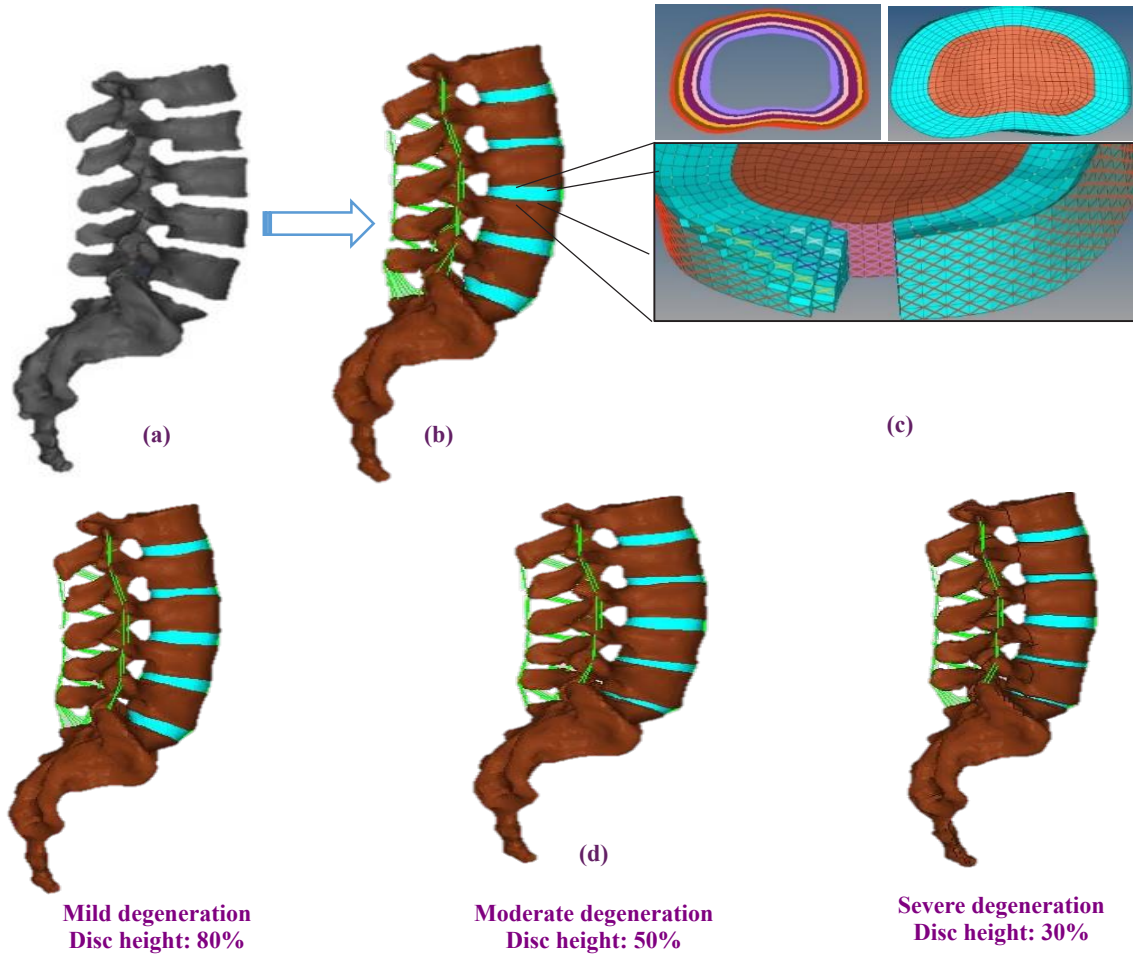 (a)
(b)
(c)
(d)
Mild degeneration
Disc height: 80%
Moderate degeneration
Disc height: 50%
Severe degeneration
Disc height: 30%